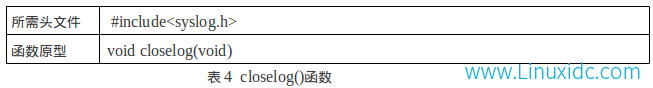 所需头文件 #include<syslog.h>
函数原型 void closelog(void)
表 4 closelog()函数
www.Linuxidc.com